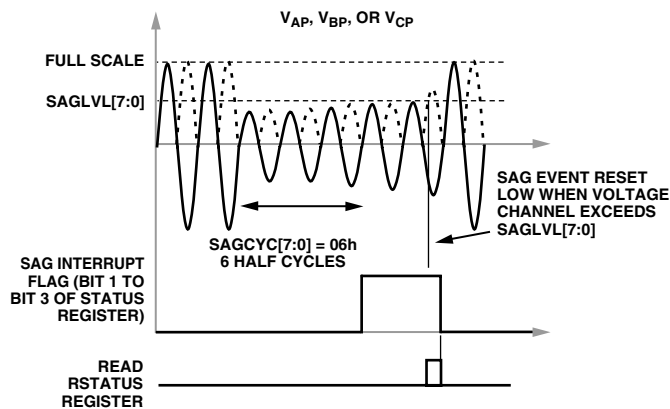 VAP, VBP, OR VCP
FULL SCALE
SAGLVL[7:0]
SAG EVENT RESET
LOW WHEN VOLTAGE
CHANNEL EXCEEDS
SAGLVL[7:0]
SAGCYC[7:0] = 06h
6 HALF CYCLES
SAG INTERRUPT
FLAG (BIT 1 TO
BIT 3 OF STATUS
REGISTER)
READ
RSTATUS
REGISTER